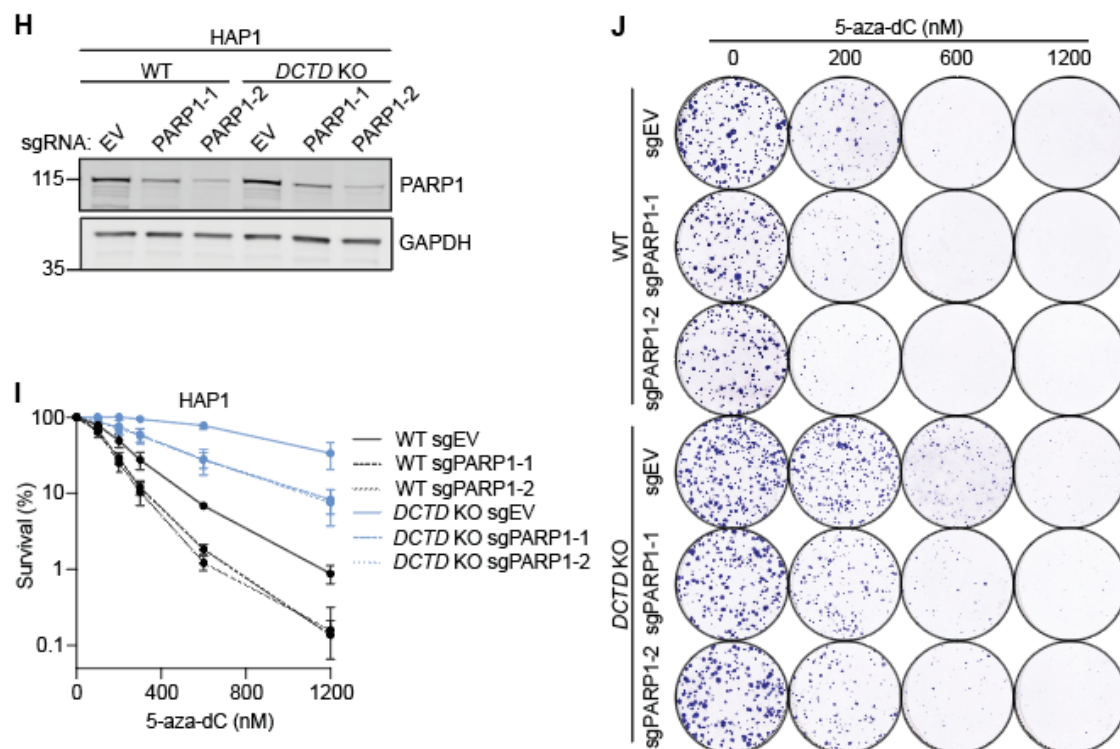 H
HAP1
WT DCTD KO
sgRNA: EV PARP1-1 PARP1-2 EV PARP1-1 PARP1-2
115 PARP1
GAPDH
35
I
HAP1
Survival (%)
100
10
1
0.1
0 400 800 1200
5-aza-dC (nM)
WT sgEV
WT sgPARP1-1
WT sgPARP1-2
DCTD KO sgEV
DCTD KO sgPARP1-1
DCTD KO sgPARP1-2
J
5-aza-dC (nM)
0 200 600 1200
WT
sgEV
sgPARP1-1
sgPARP1-2
DCTD KO
sgEV
sgPARP1-1
sgPARP1-2